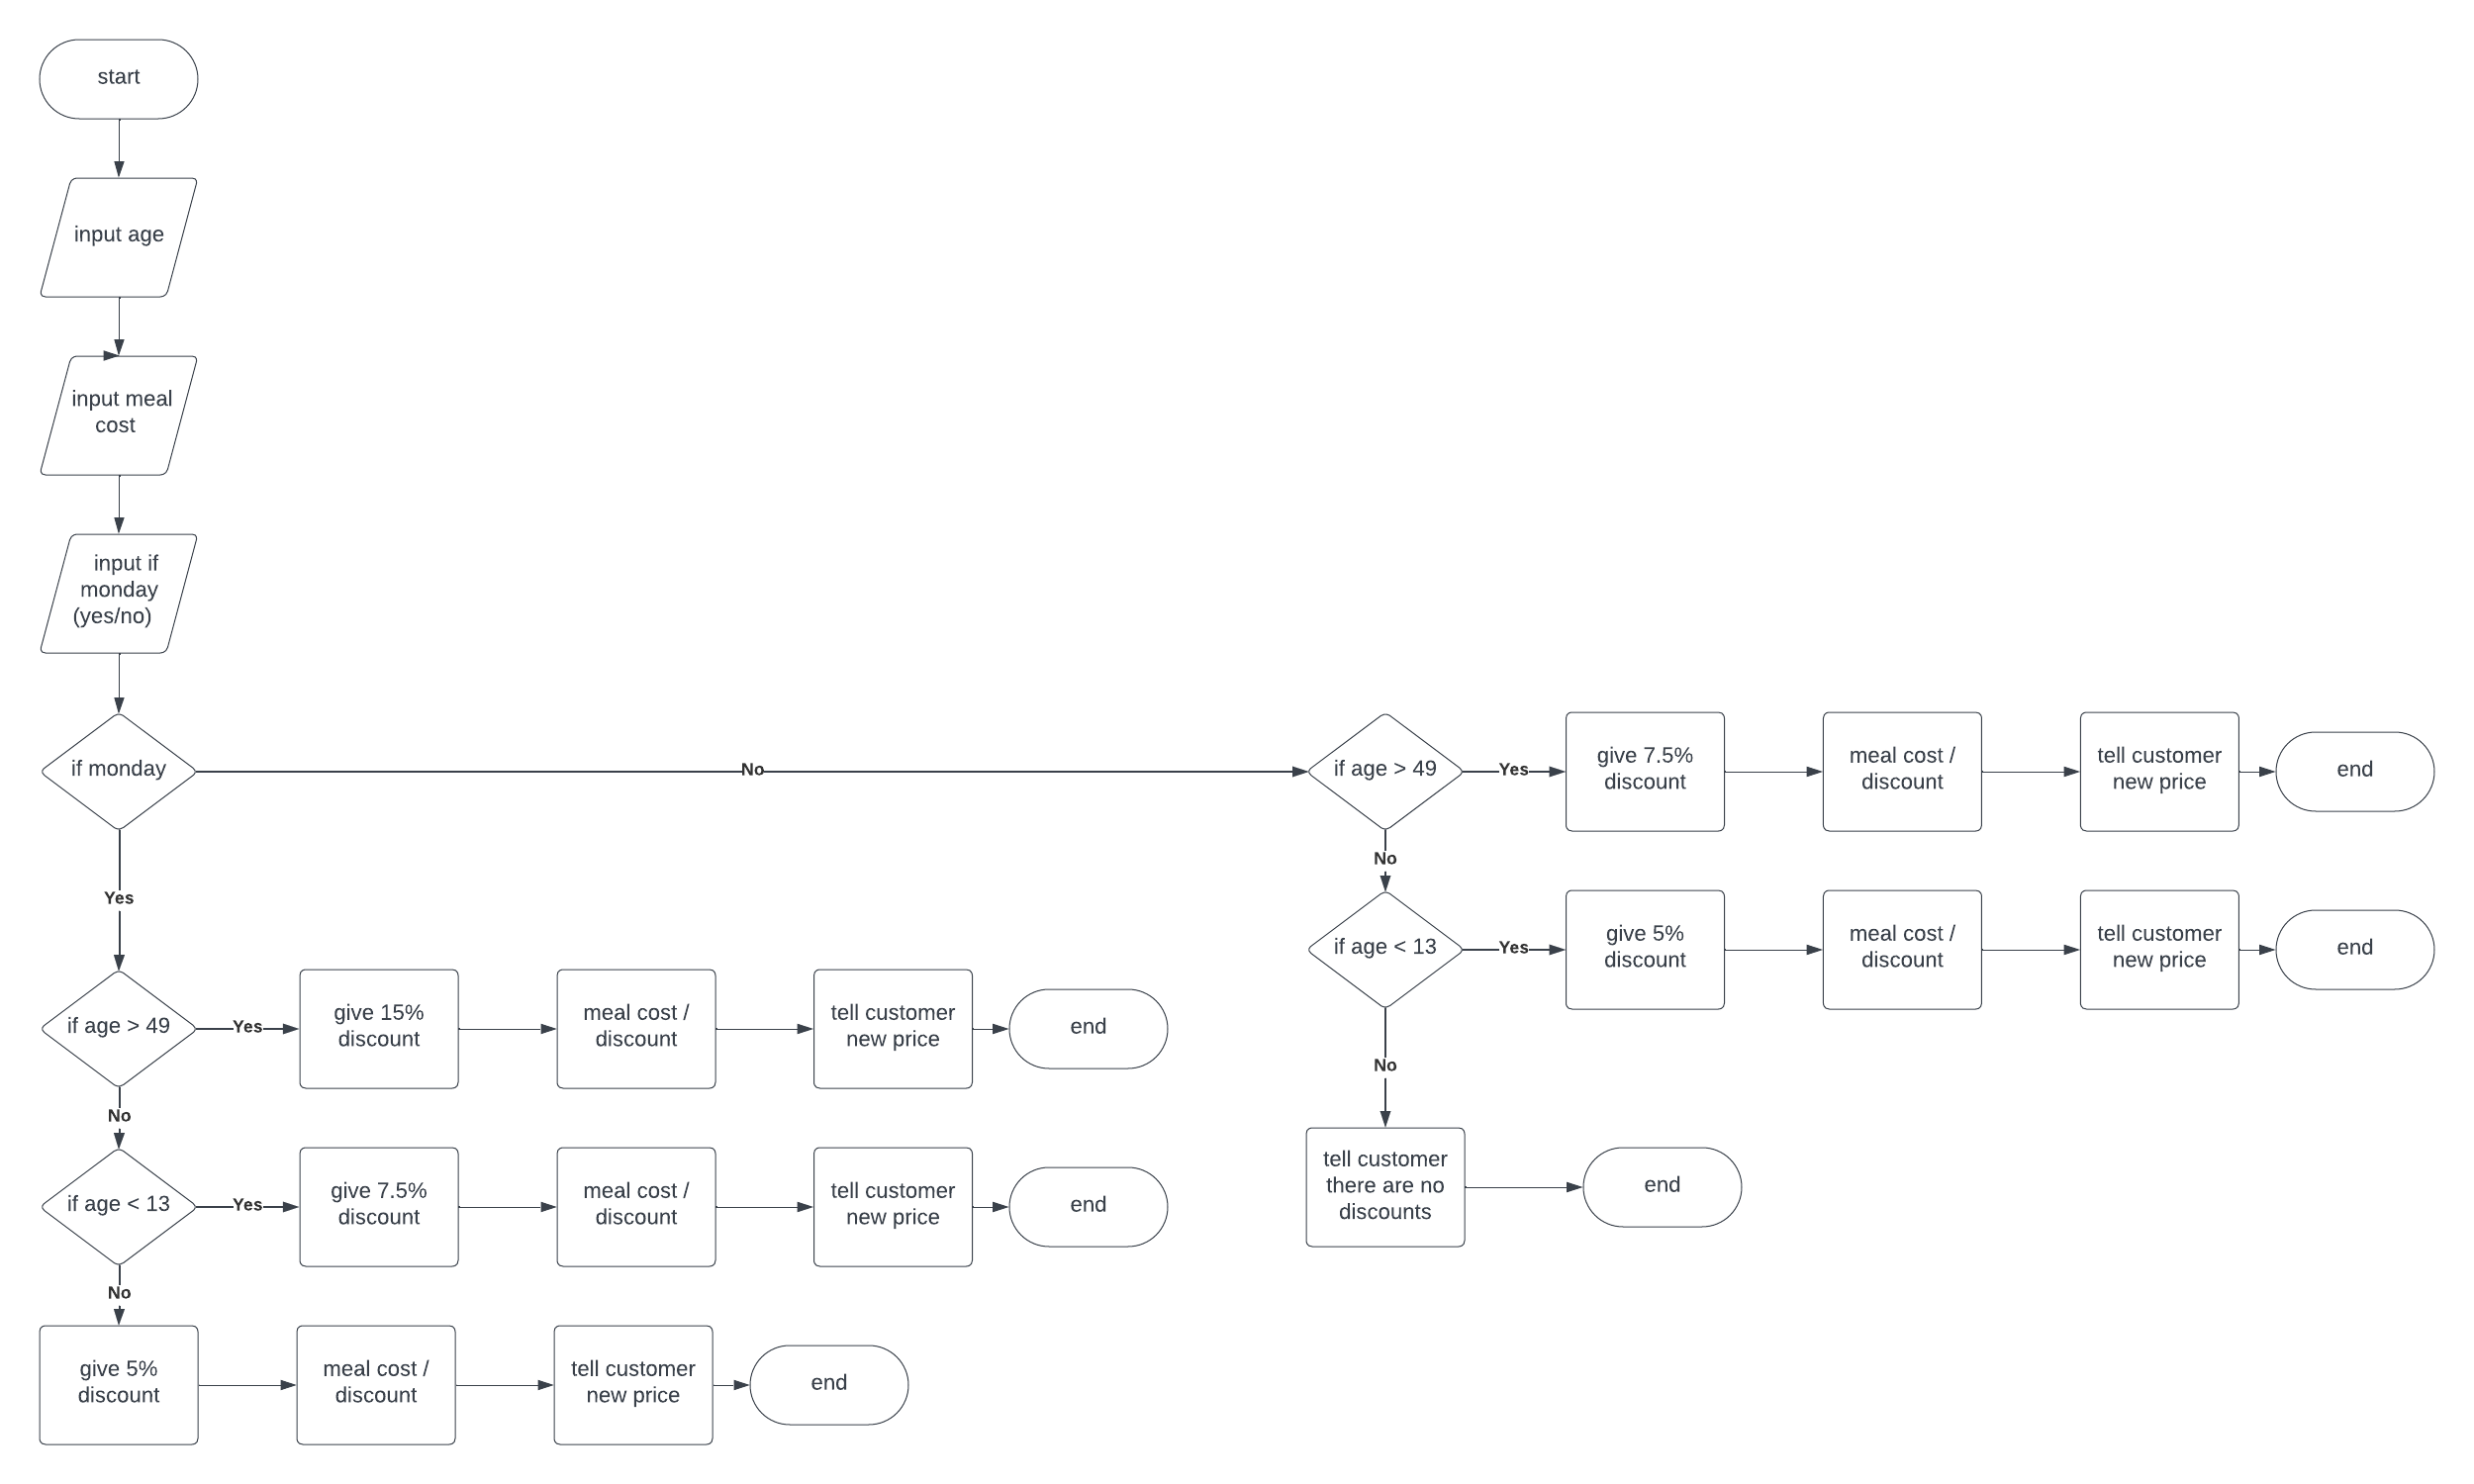 start
input age
input meal
cost
input if
monday
(yes/no)
if monday
No
if age > 49
Yes
give 7.5%
discount
meal cost /
discount
tell customer
new price
end
No
if age < 13
Yes
give 5%
discount
meal cost /
discount
tell customer
new price
end
No
tell customer
there are no
discounts
end
Yes
if age > 49
Yes
give 15%
discount
meal cost /
discount
tell customer
new price
end
No
if age < 13
Yes
give 7.5%
discount
meal cost /
discount
tell customer
new price
end
No
give 5%
discount
meal cost /
discount
tell customer
new price
end